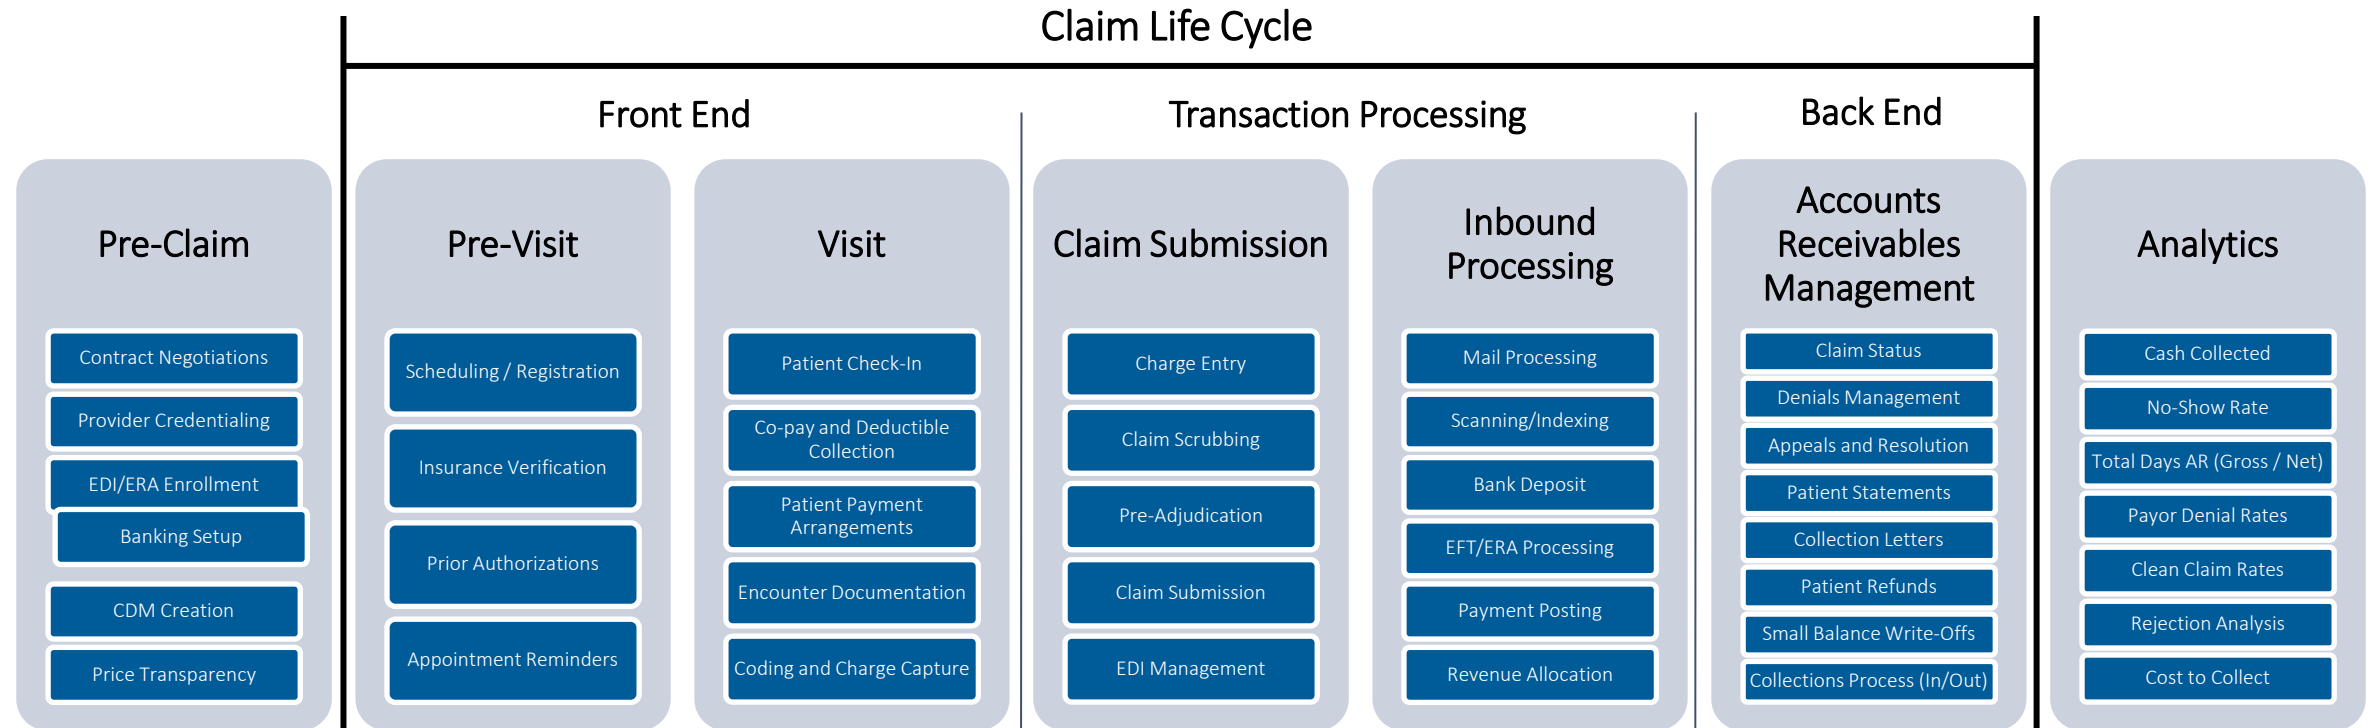 Claim Life Cycle
Front End
Transaction Processing
Back End
Pre-Claim
Contract Negotiations
Provider Credentialing
EDI/ERA Enrollment
Banking Setup
CDM Creation
Price Transparency
Pre-Visit
Scheduling / Registration
Insurance Verification
Prior Authorizations
Appointment Reminders
Visit
Patient Check-In
Co-pay and Deductible
Collection
Patient Payment
Arrangements
Encounter Documentation
Coding and Charge Capture
Claim Submission
Charge Entry
Claim Scrubbing
Pre-Adjudication
Claim Submission
EDI Management
Inbound
Processing
Mail Processing
Scanning/Indexing
Bank Deposit
EFT/ERA Processing
Payment Posting
Revenue Allocation
Accounts
Receivables
Management
Claim Status
Denials Management
Appeals and Resolution
Patient Statements
Collection Letters
Patient Refunds
Small Balance Write-Offs
Collections Process (In/Out)
Analytics
Cash Collected
No-Show Rate
Total Days AR (Gross / Net)
Payor Denial Rates
Clean Claim Rates
Rejection Analysis
Cost to Collect